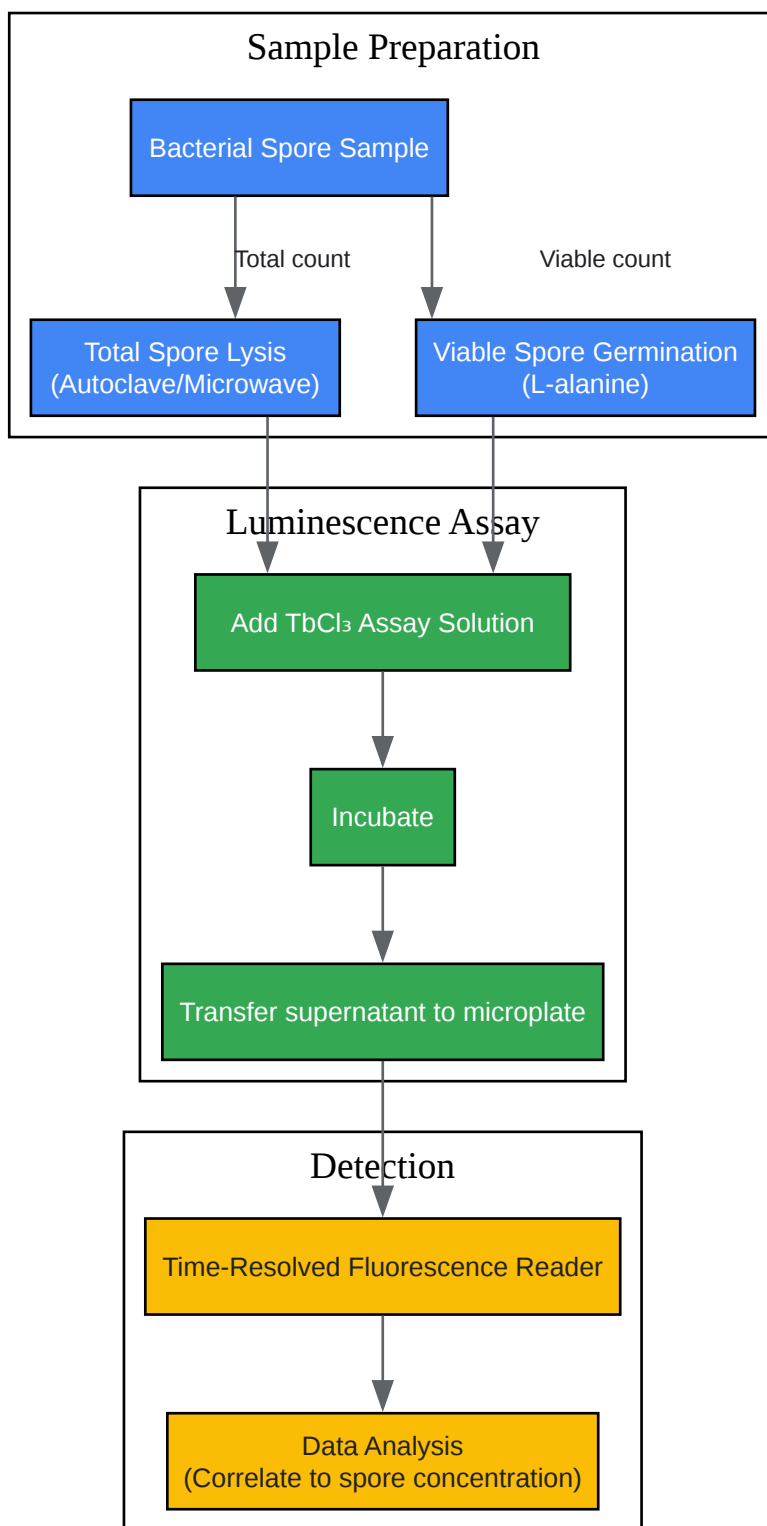 Sample Preparation
Bacterial Spore Sample
Total count
Viable count
Total Spore Lysis
(Autoclave/Microwave)
Viable Spore Germination
(L-alanine)
Luminescence Assay
Add TbCl₃ Assay Solution
Incubate
Transfer supernatant to microplate
Detection
Time-Resolved Fluorescence Reader
Data Analysis
(Correlate to spore concentration)